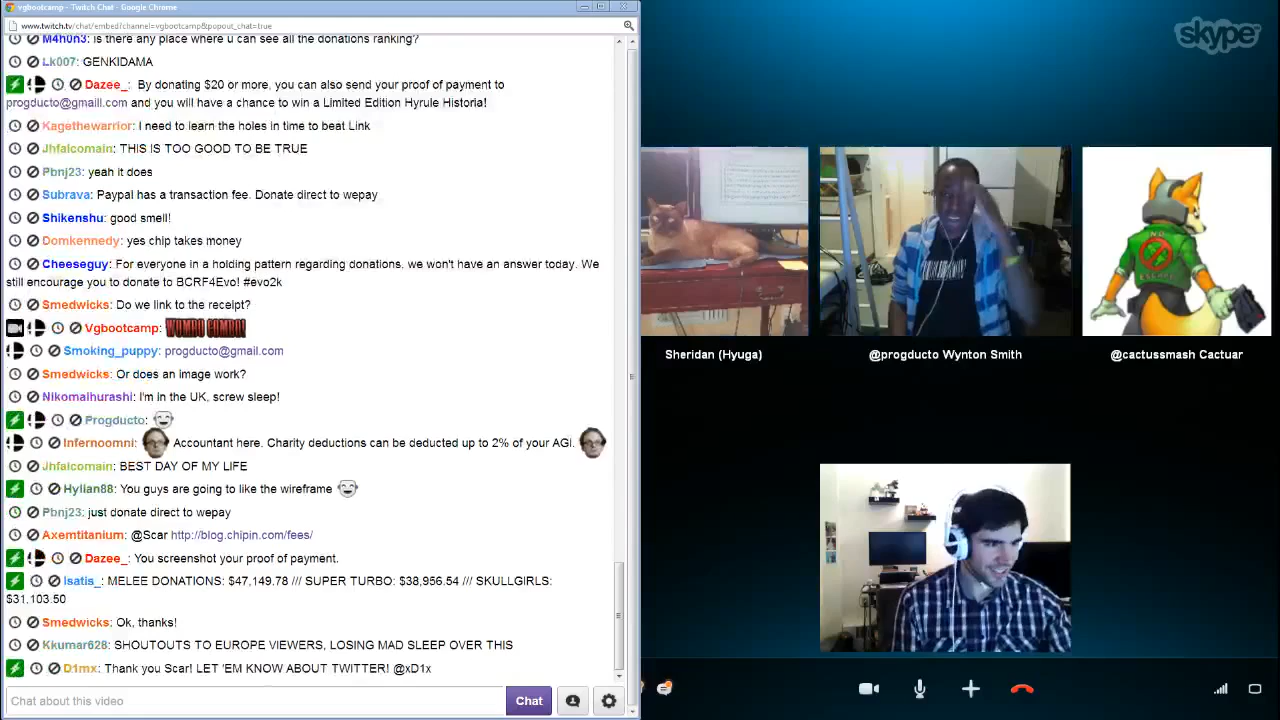 vgbootcamp - Twitch Chat - Google Chrome
www.twitch.tv/chat/embed?channel=vgbootcamp&popout_chat=true
M4h0n3: is there any place where u can see all the donations ranking?
Lk007: GENKIDAMA
Dazee_: By donating $20 or more, you can also send your proof of payment to
progducto@gmaill.com and you will have a chance to win a Limited Edition Hyrule Historia!
Kagethewarrior: I need to learn the holes in time to beat Link
Jhfalcomain: THIS IS TOO GOOD TO BE TRUE
Pbnj23: yeah it does
Subrava: Paypal has a transaction fee. Donate direct to wepay
Shikenshu: good smell!
Domkennedy: yes chip takes money
Cheeseguy: For everyone in a holding pattern regarding donations, we won't have an answer today. We
still encourage you to donate to BCRF4Evo! #evo2k
Smedwicks: Do we link to the receipt?
Vgbootcamp: WOMBO COMBO!
Smoking_puppy: progducto@gmail.com
Smedwicks: Or does an image work?
Nikomaihurashi: I'm in the UK, screw sleep!
Progducto:
Infernoomni: Accountant here. Charity deductions can be deducted up to 2% of your AGI.
Jhfalcomain: BEST DAY OF MY LIFE
Hylian88: You guys are going to like the wireframe
Pbnj23: just donate direct to wepay
Axemtitanium: @Scar http://blog.chipin.com/fees/
Dazee_: You screenshot your proof of payment.
Isatis_: MELEE DONATIONS: $47,149.78 /// SUPER TURBO: $38,956.54 /// SKULLGIRLS:
$31,103.50
Smedwicks: Ok, thanks!
Kkumar628: SHOUTOUTS TO EUROPE VIEWERS, LOSING MAD SLEEP OVER THIS
D1mx: Thank you Scar! LET 'EM KNOW ABOUT TWITTER! @xD1x
Chat about this video
Chat
skype
NO
ESCAPE
Sheridan (Hyuga)
@progducto Wynton Smith
@cactussmash Cactuar